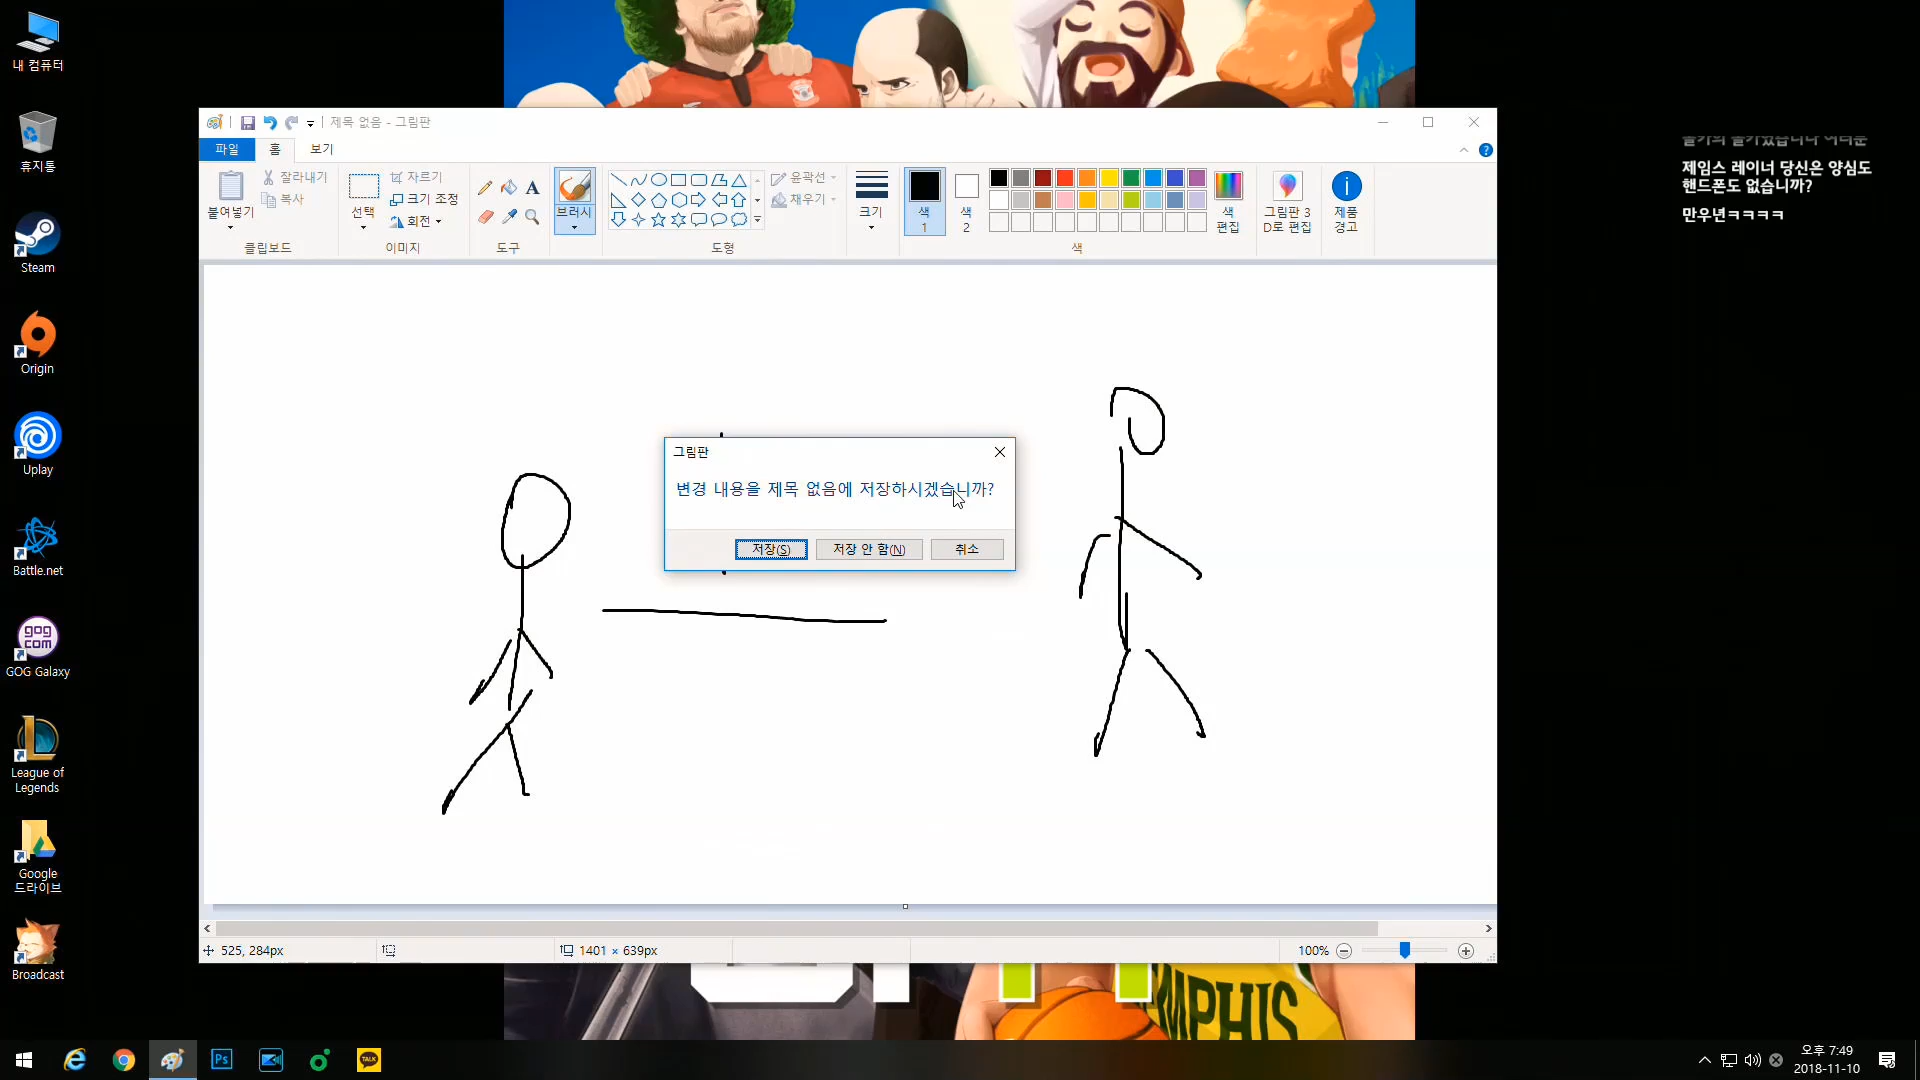 내 컴퓨터
휴지통
Steam
Origin
Uplay
Battle.net
gog
com
GOG Galaxy
League of
Legends
Google
드라이브
Broadcast
제목 없음 - 그림판
파일
홈
보기
붙여넣기
잘라내기
복사
클립보드
선택
자르기
크기 조정
회전
이미지
A
도구
브러시
윤곽선
채우기
도형
크기
색
1
색
2
색
편집
색
그림판 3
D로 편집
제품
경고
그림판
변경 내용을 제목 없음에 저장하시겠습니까?
저장(S)
저장 안 함(N)
취소
525, 284px
1401 × 639px
100%
제임스 레이너 당신은 양심도
핸드폰도 없습니까?
만우년ㅋㅋㅋㅋ
MPHIS
Ps
TALK
오후 7:49
2018-11-10